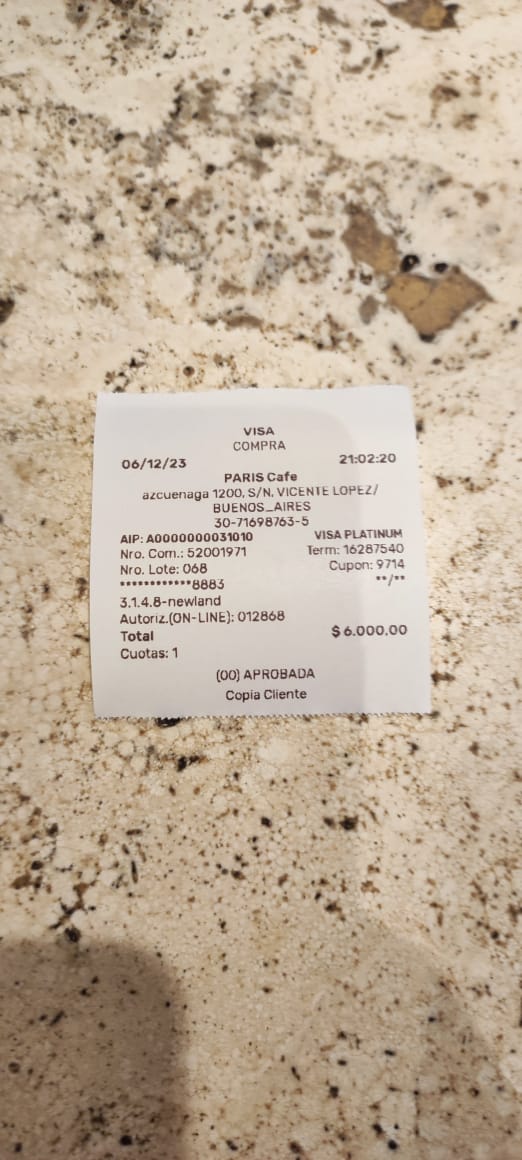 VISA
COMPRA
06/12/23 21:02:20
PARIS Cafe
azcuenaga 1200, S/N, VICENTE LOPEZ/
BUENOS_AIRES
30-71698763-5
AIP: A0000000031010 VISA PLATINUM
Nro. Com.: 52001971 Term: 16287540
Nro. Lote: 068 Cupon: 9714
************8883 **/**
3.1.4.8-newland
Autoriz.(ON-LINE): 012868
Total $ 6.000,00
Cuotas: 1
(00) APROBADA
Copia Cliente